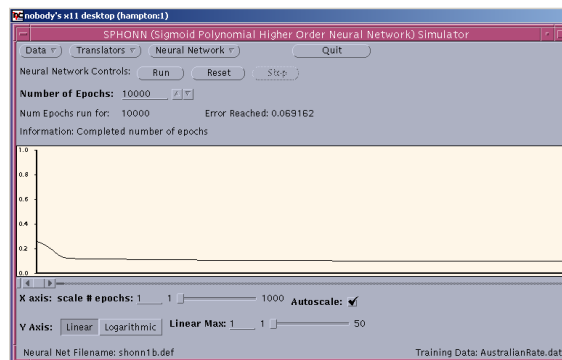 nobody's x11 desktop (hampton:1)
SPHONN (Sigmoid Polynomial Higher Order Neural Network) Simulator
Data Translators Neural Network Quit
Neural Network Controls: Run Reset Stop
Number of Epochs: 10000
Num Epochs run for: 10000 Error Reached: 0.069162
Information: Completed number of epochs
1.0
0.8
0.6
0.4
0.2
0.0
X axis: scale # epochs: 1 1 1000 Autoscale:
Y Axis: Linear Logarithmic Linear Max: 1 1 50
Neural Net Filename: shonn1b.def Training Data: AustralianRate.dat